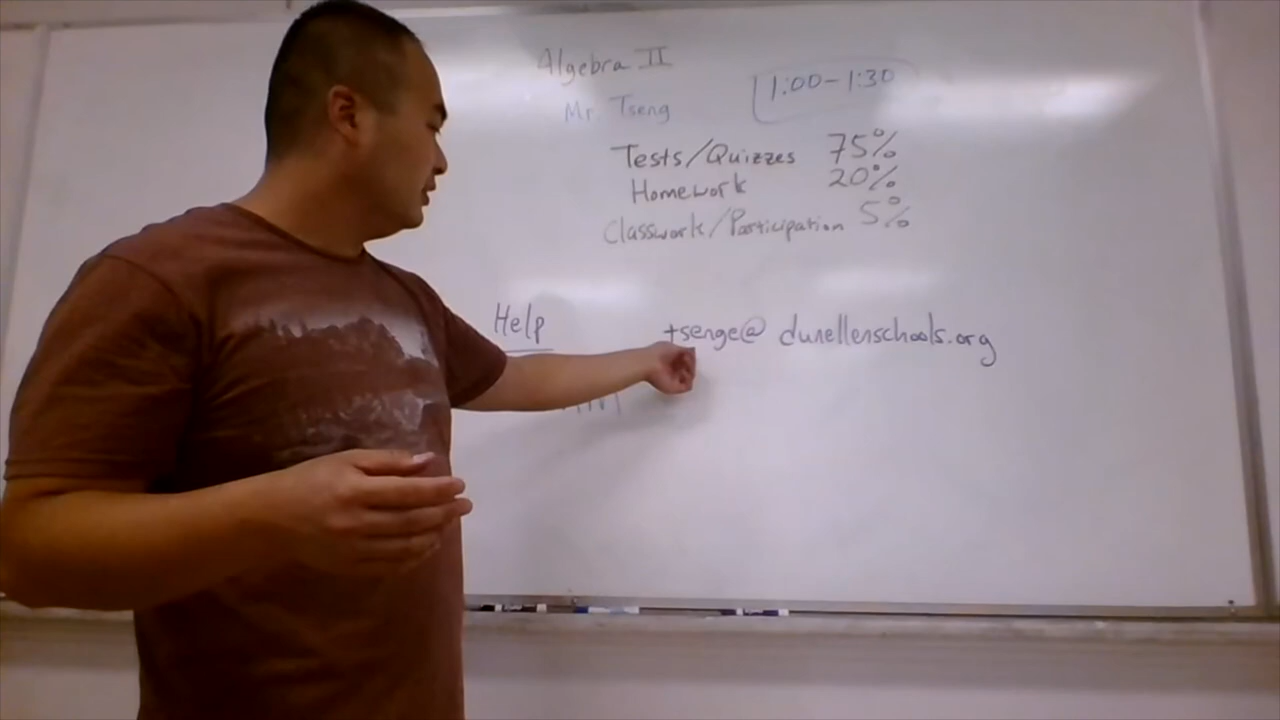 Algebra II
1:00-1:30
Mr Tseng
Tests/Quizzes 75%
Homework 20%
Classwork/Participation 5%
Help
tsenge@dunellenschools.org